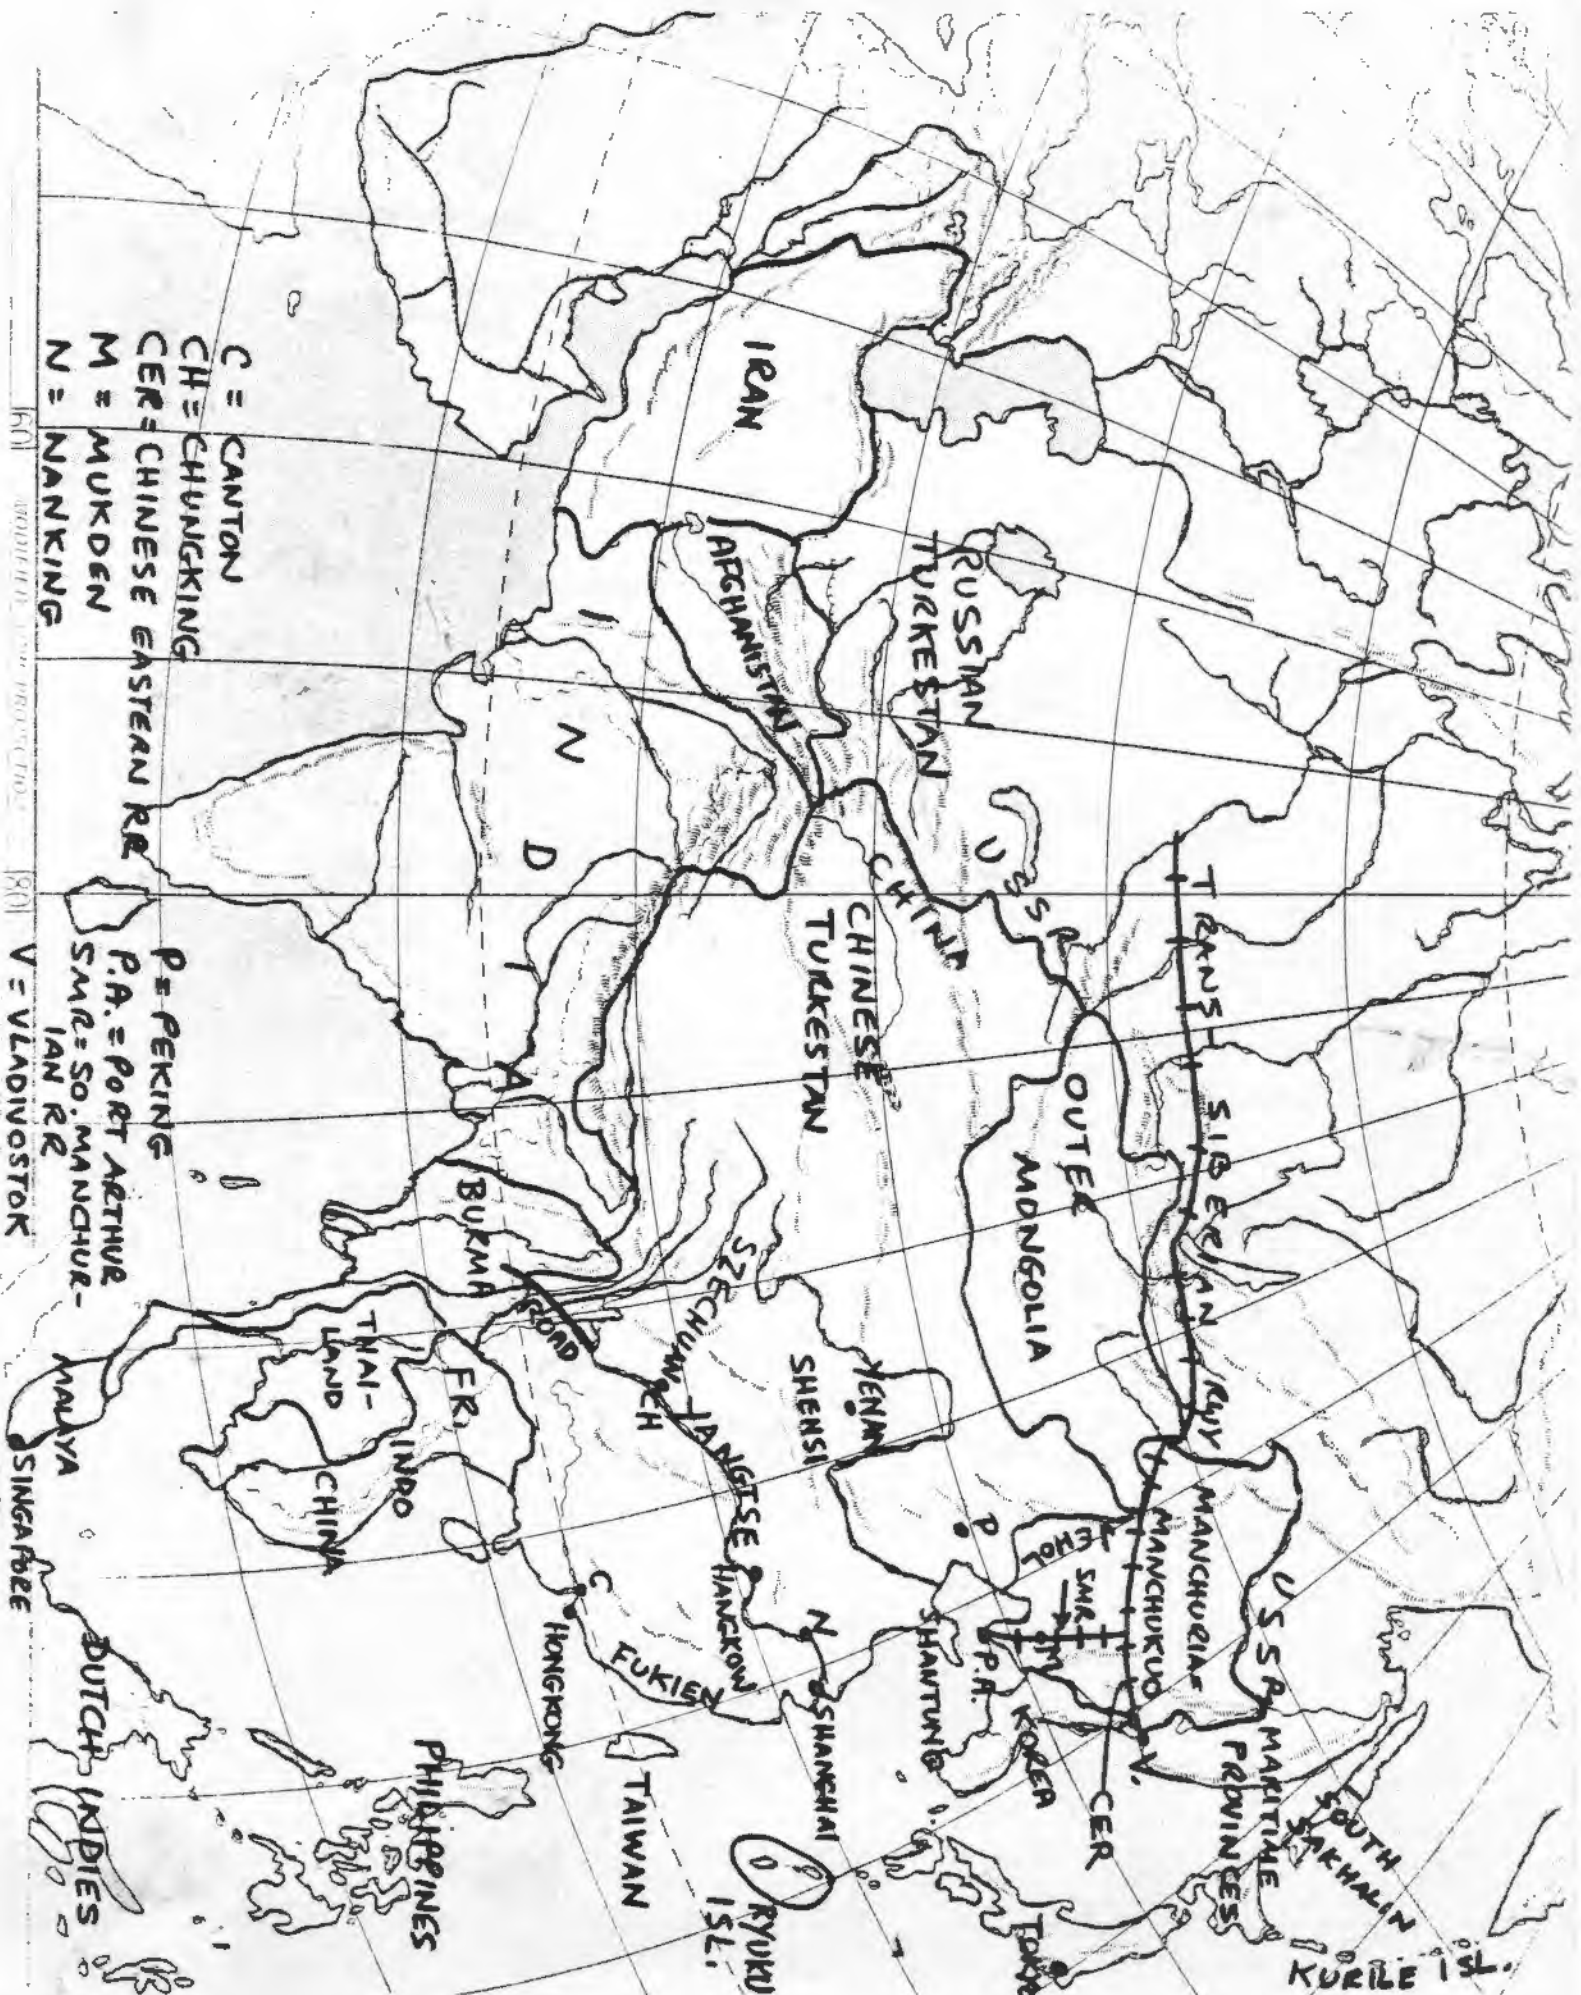 IRAN
AFGHANISTAN
RUSSIAN
TURKESTAN
USSR
CHINA
CHINESE
TURKESTAN
INDIA
TRANS-SIBERIAN RWY
OUTER
MONGOLIA
MANCHURIA=
MANCHUKUO
JEHOL
SMR
M
P.A.
P
CER
V.
USSR
MARITIME
PROVINCES
SOUTH
SAKHALIN
KURILE ISL.
KOREA
SHANTUNG
YENAN
SHENSI
SZECHUAN
YANGTSE
CH
HANGKOW
N
SHANGHAI
FUKIEN
C
HONGKONG
TAIWAN
RYUKU
ISL.
BURMA
ROAD
THAI-
LAND
FR.
INDO
CHINA
MALAYA
SINGAPORE
DUTCH INDIES
PHILIPPINES
C = CANTON
CH = CHUNGKING
CER = CHINESE EASTERN RR
M = MUKDEN
N = NANKING
P = PEKING
P.A. = PORT ARTHUR
SMR = SO. MANCHUR-
IAN RR
V = VLADIVOSTOK